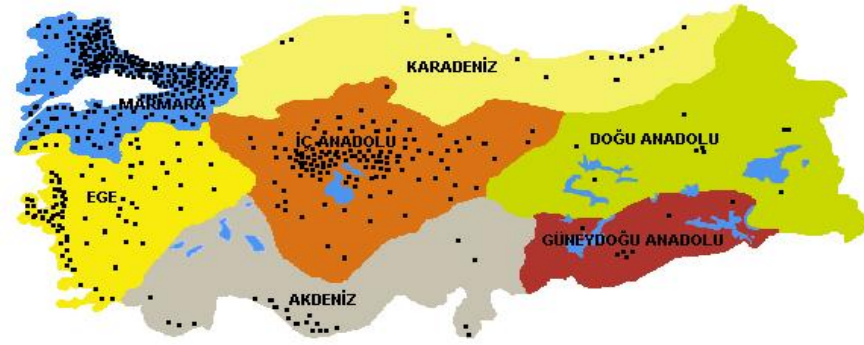 KARADENİZ
MARMARA
İÇ ANADOLU
DOĞU ANADOLU
EGE
GÜNEYDOĞU ANADOLU
AKDENİZ